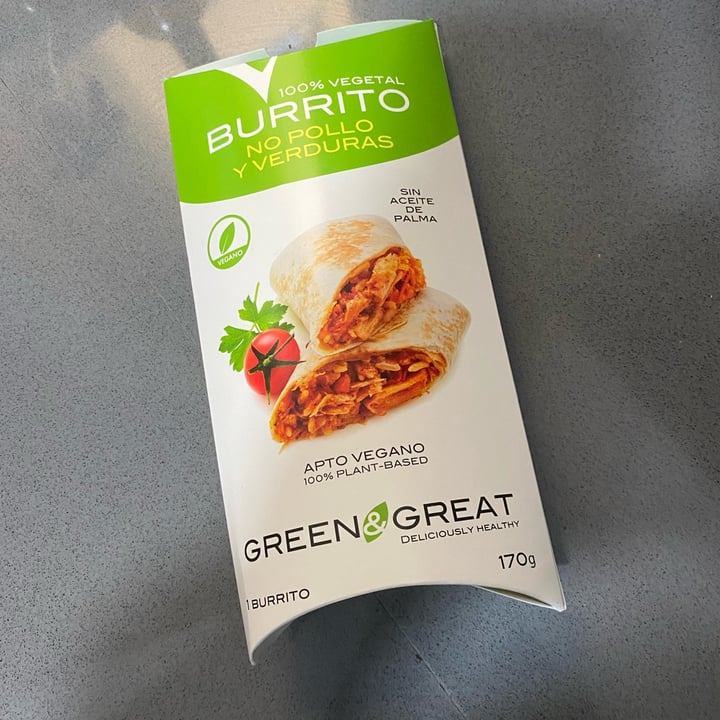 100% VEGETAL
BURRITO
NO POLLO
Y VERDURAS
SIN
ACEITE
DE
PALMA
VEGANO
APTO VEGANO
100% PLANT-BASED
GREEN & GREAT
DELICIOUSLY HEALTHY
170g
1 BURRITO